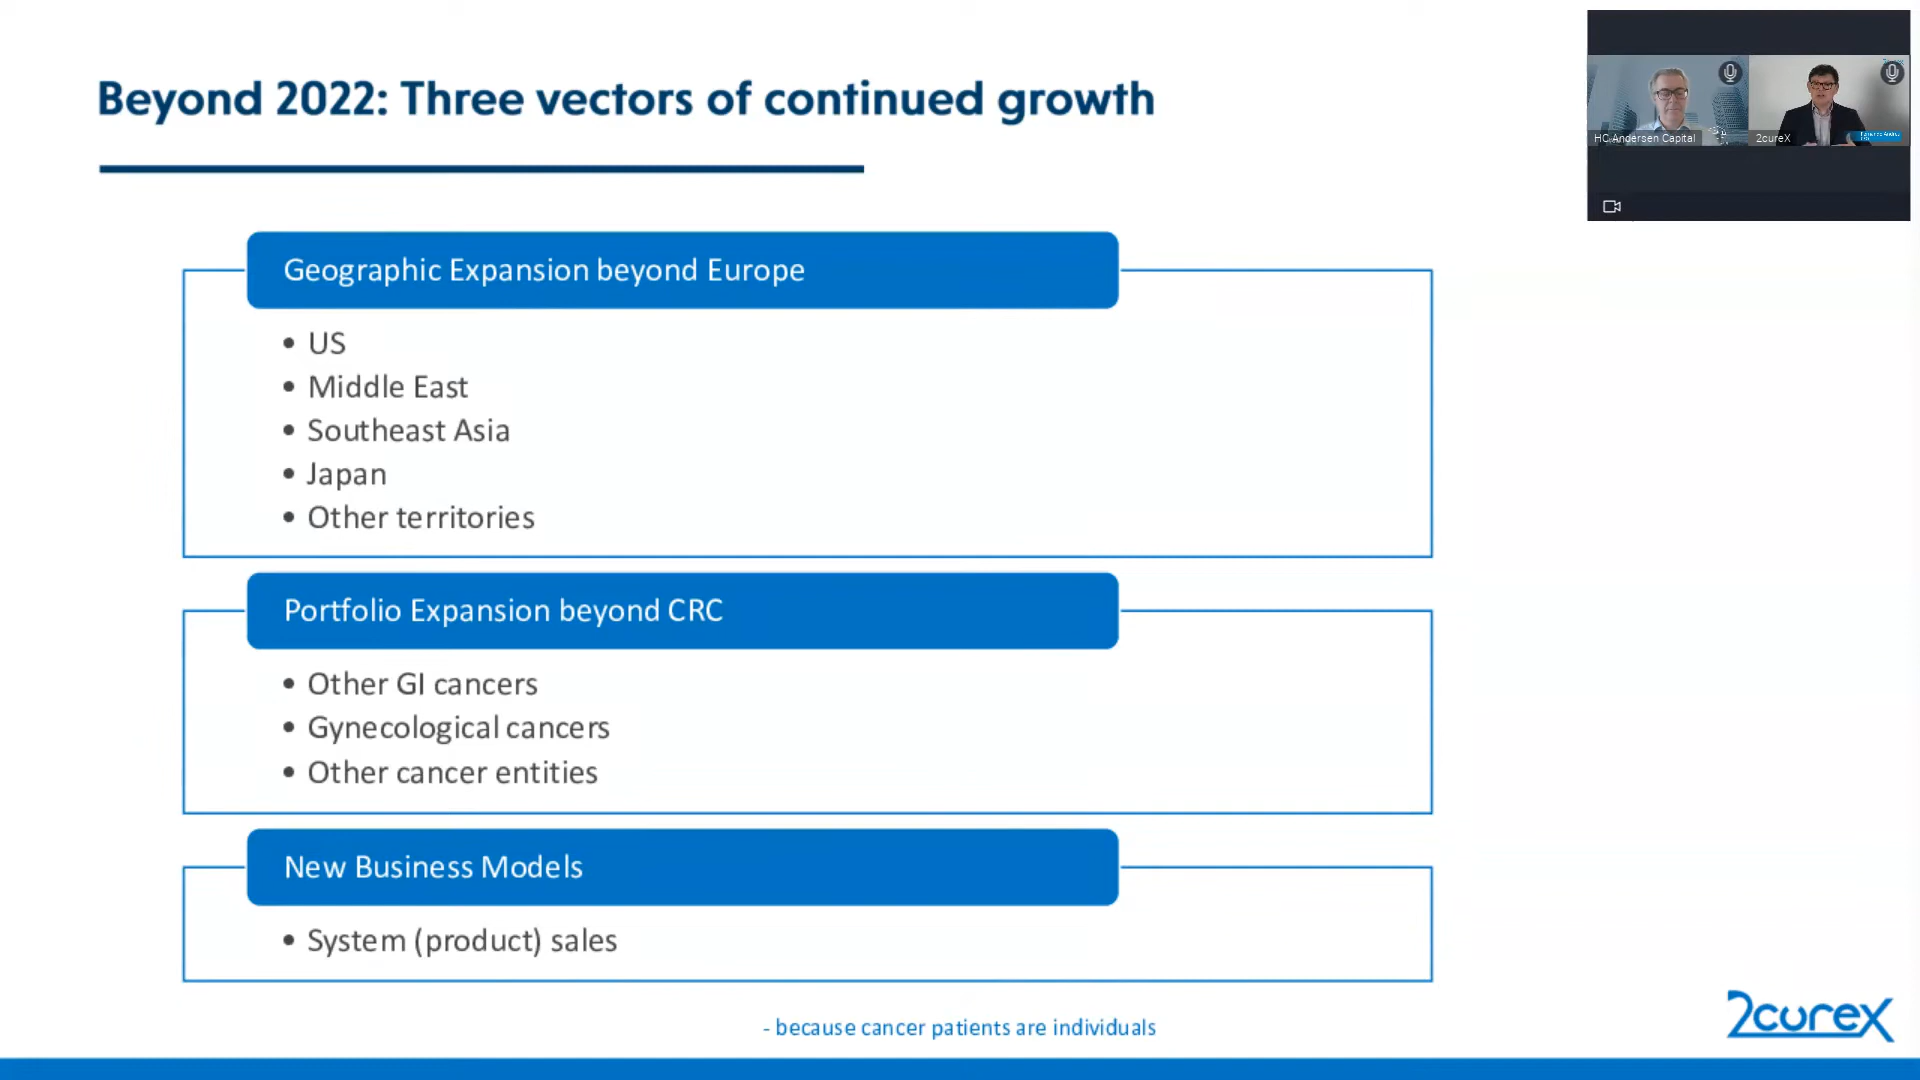 Beyond 2022: Three vectors of continued growth
HC Andersen Capital
2cureX
Geographic Expansion beyond Europe
• US
• Middle East
• Southeast Asia
• Japan
• Other territories
Portfolio Expansion beyond CRC
• Other GI cancers
• Gynecological cancers
• Other cancer entities
New Business Models
• System (product) sales
- because cancer patients are individuals
2curex